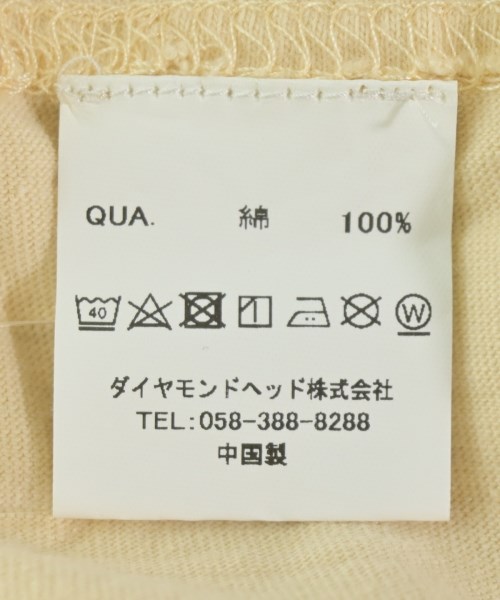 QUA. 綿 100%
40 W
ダイヤモンドヘッド株式会社
TEL:058-388-8288
中国製